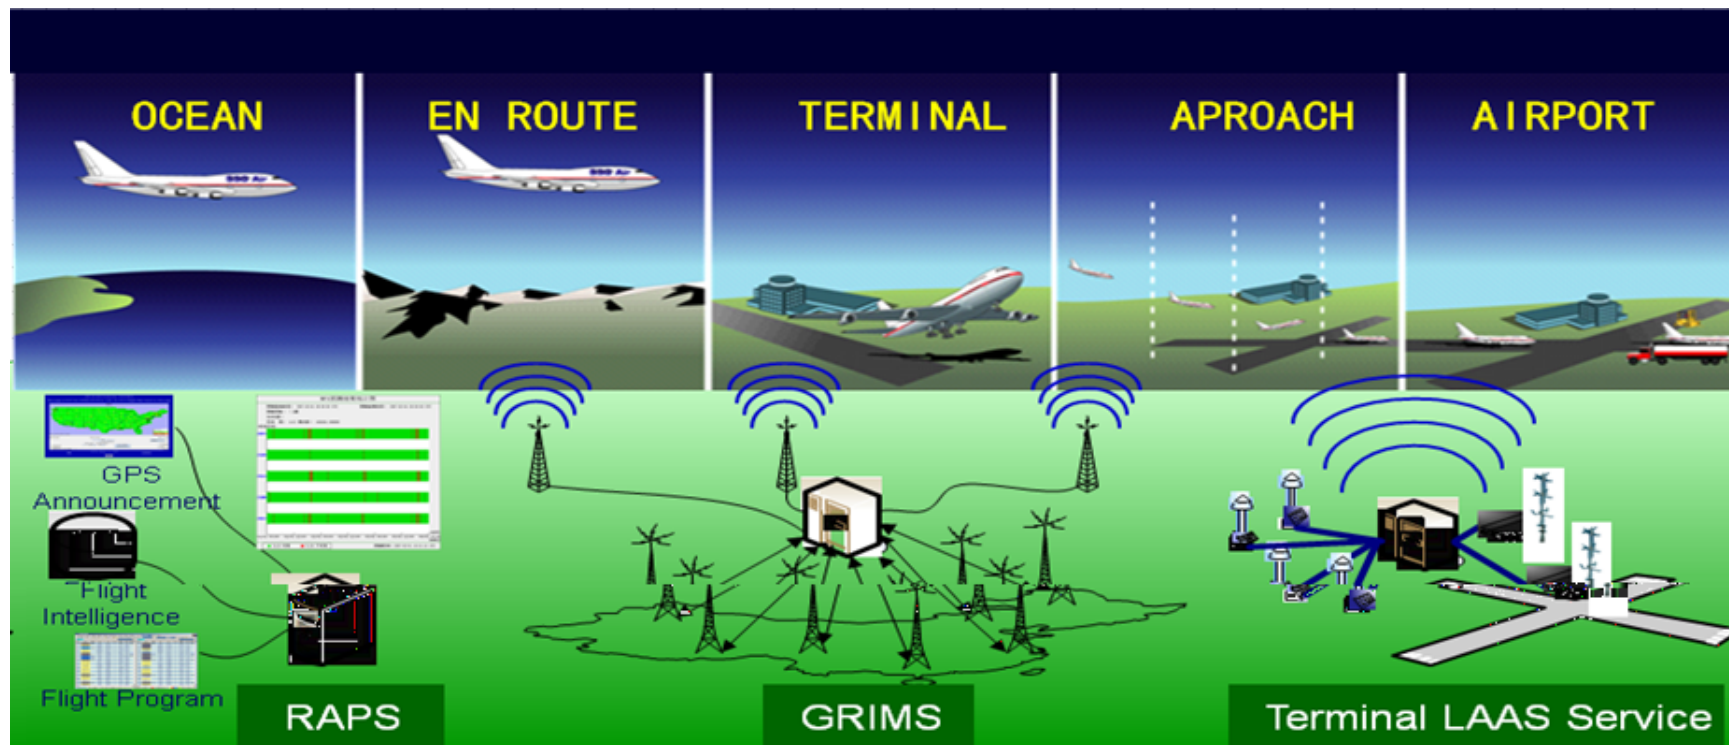 OCEAN
EN ROUTE
TERMINAL
APROACH
AIRPORT
GPS
Announcement
Flight
Intelligence
Flight Program
RAPS
GRIMS
Terminal LAAS Service